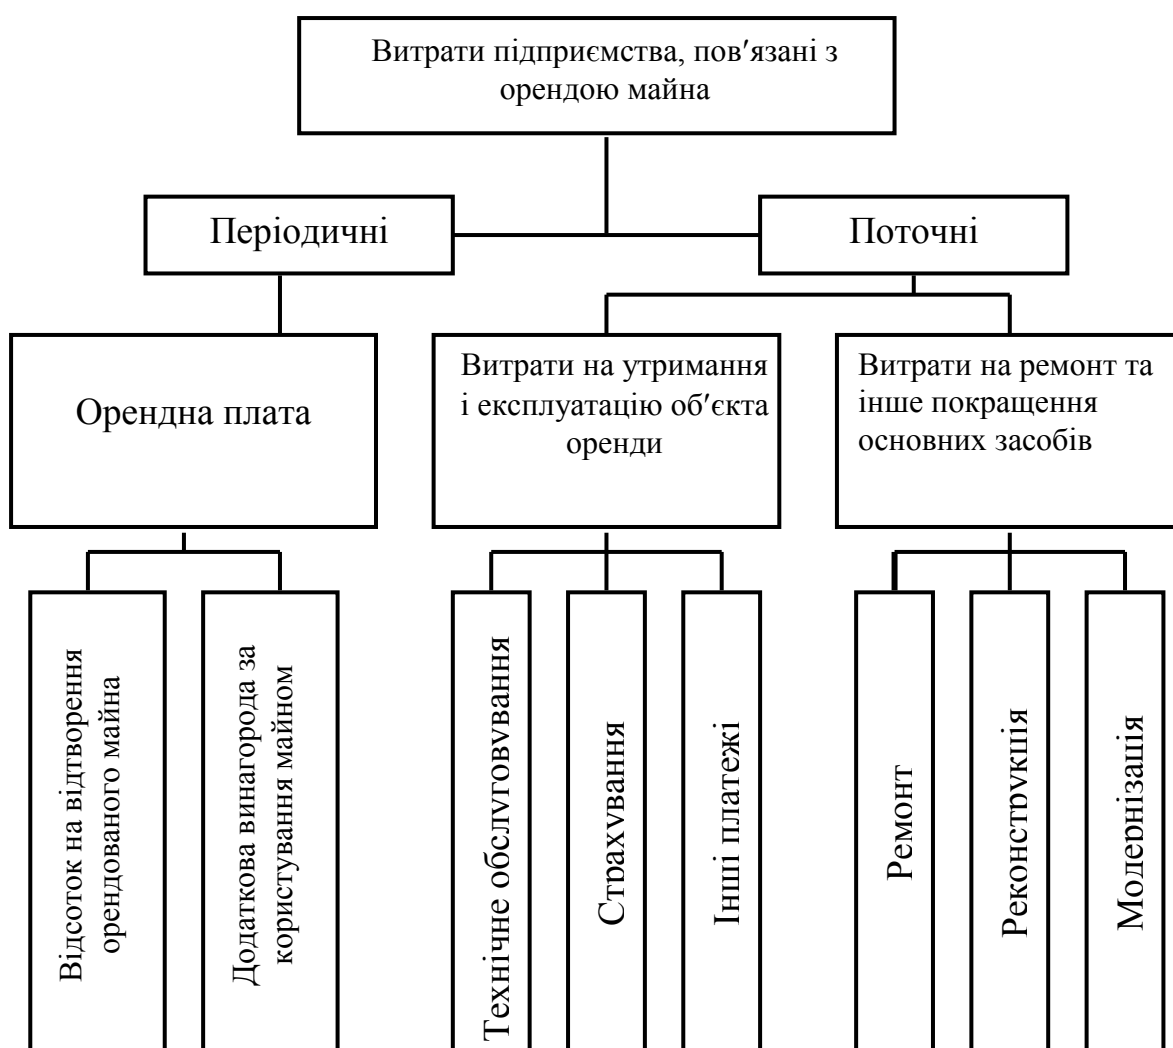 Витрати підприємства, пов′язані з
орендою майна
Періодичні
Поточні
Орендна плата
Витрати на утримання
і експлуатацію об′єкта
оренди
Витрати на ремонт та
інше покращення
основних засобів
Відсоток на відтворення
орендованого майна
Додаткова винагорода за
користування майном
Технічне обслуговування
Страхування
Інші платежі
Ремонт
Реконструкція
Модернізація